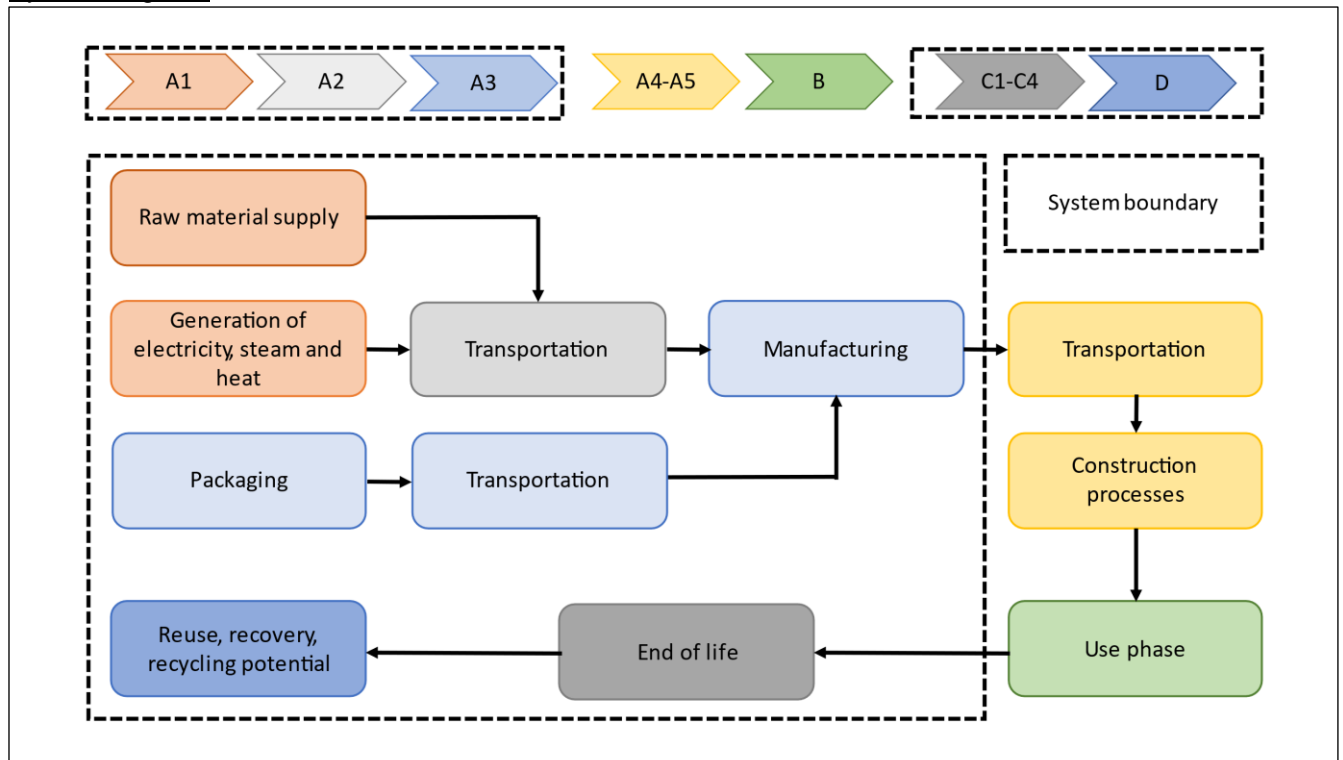 A1
A2
A3
A4-A5
B
C1-C4
D
Raw material supply
System boundary
Generation of
electricity, steam and
heat
Transportation
Manufacturing
Transportation
Packaging
Transportation
Construction
processes
Reuse, recovery,
recycling potential
End of life
Use phase